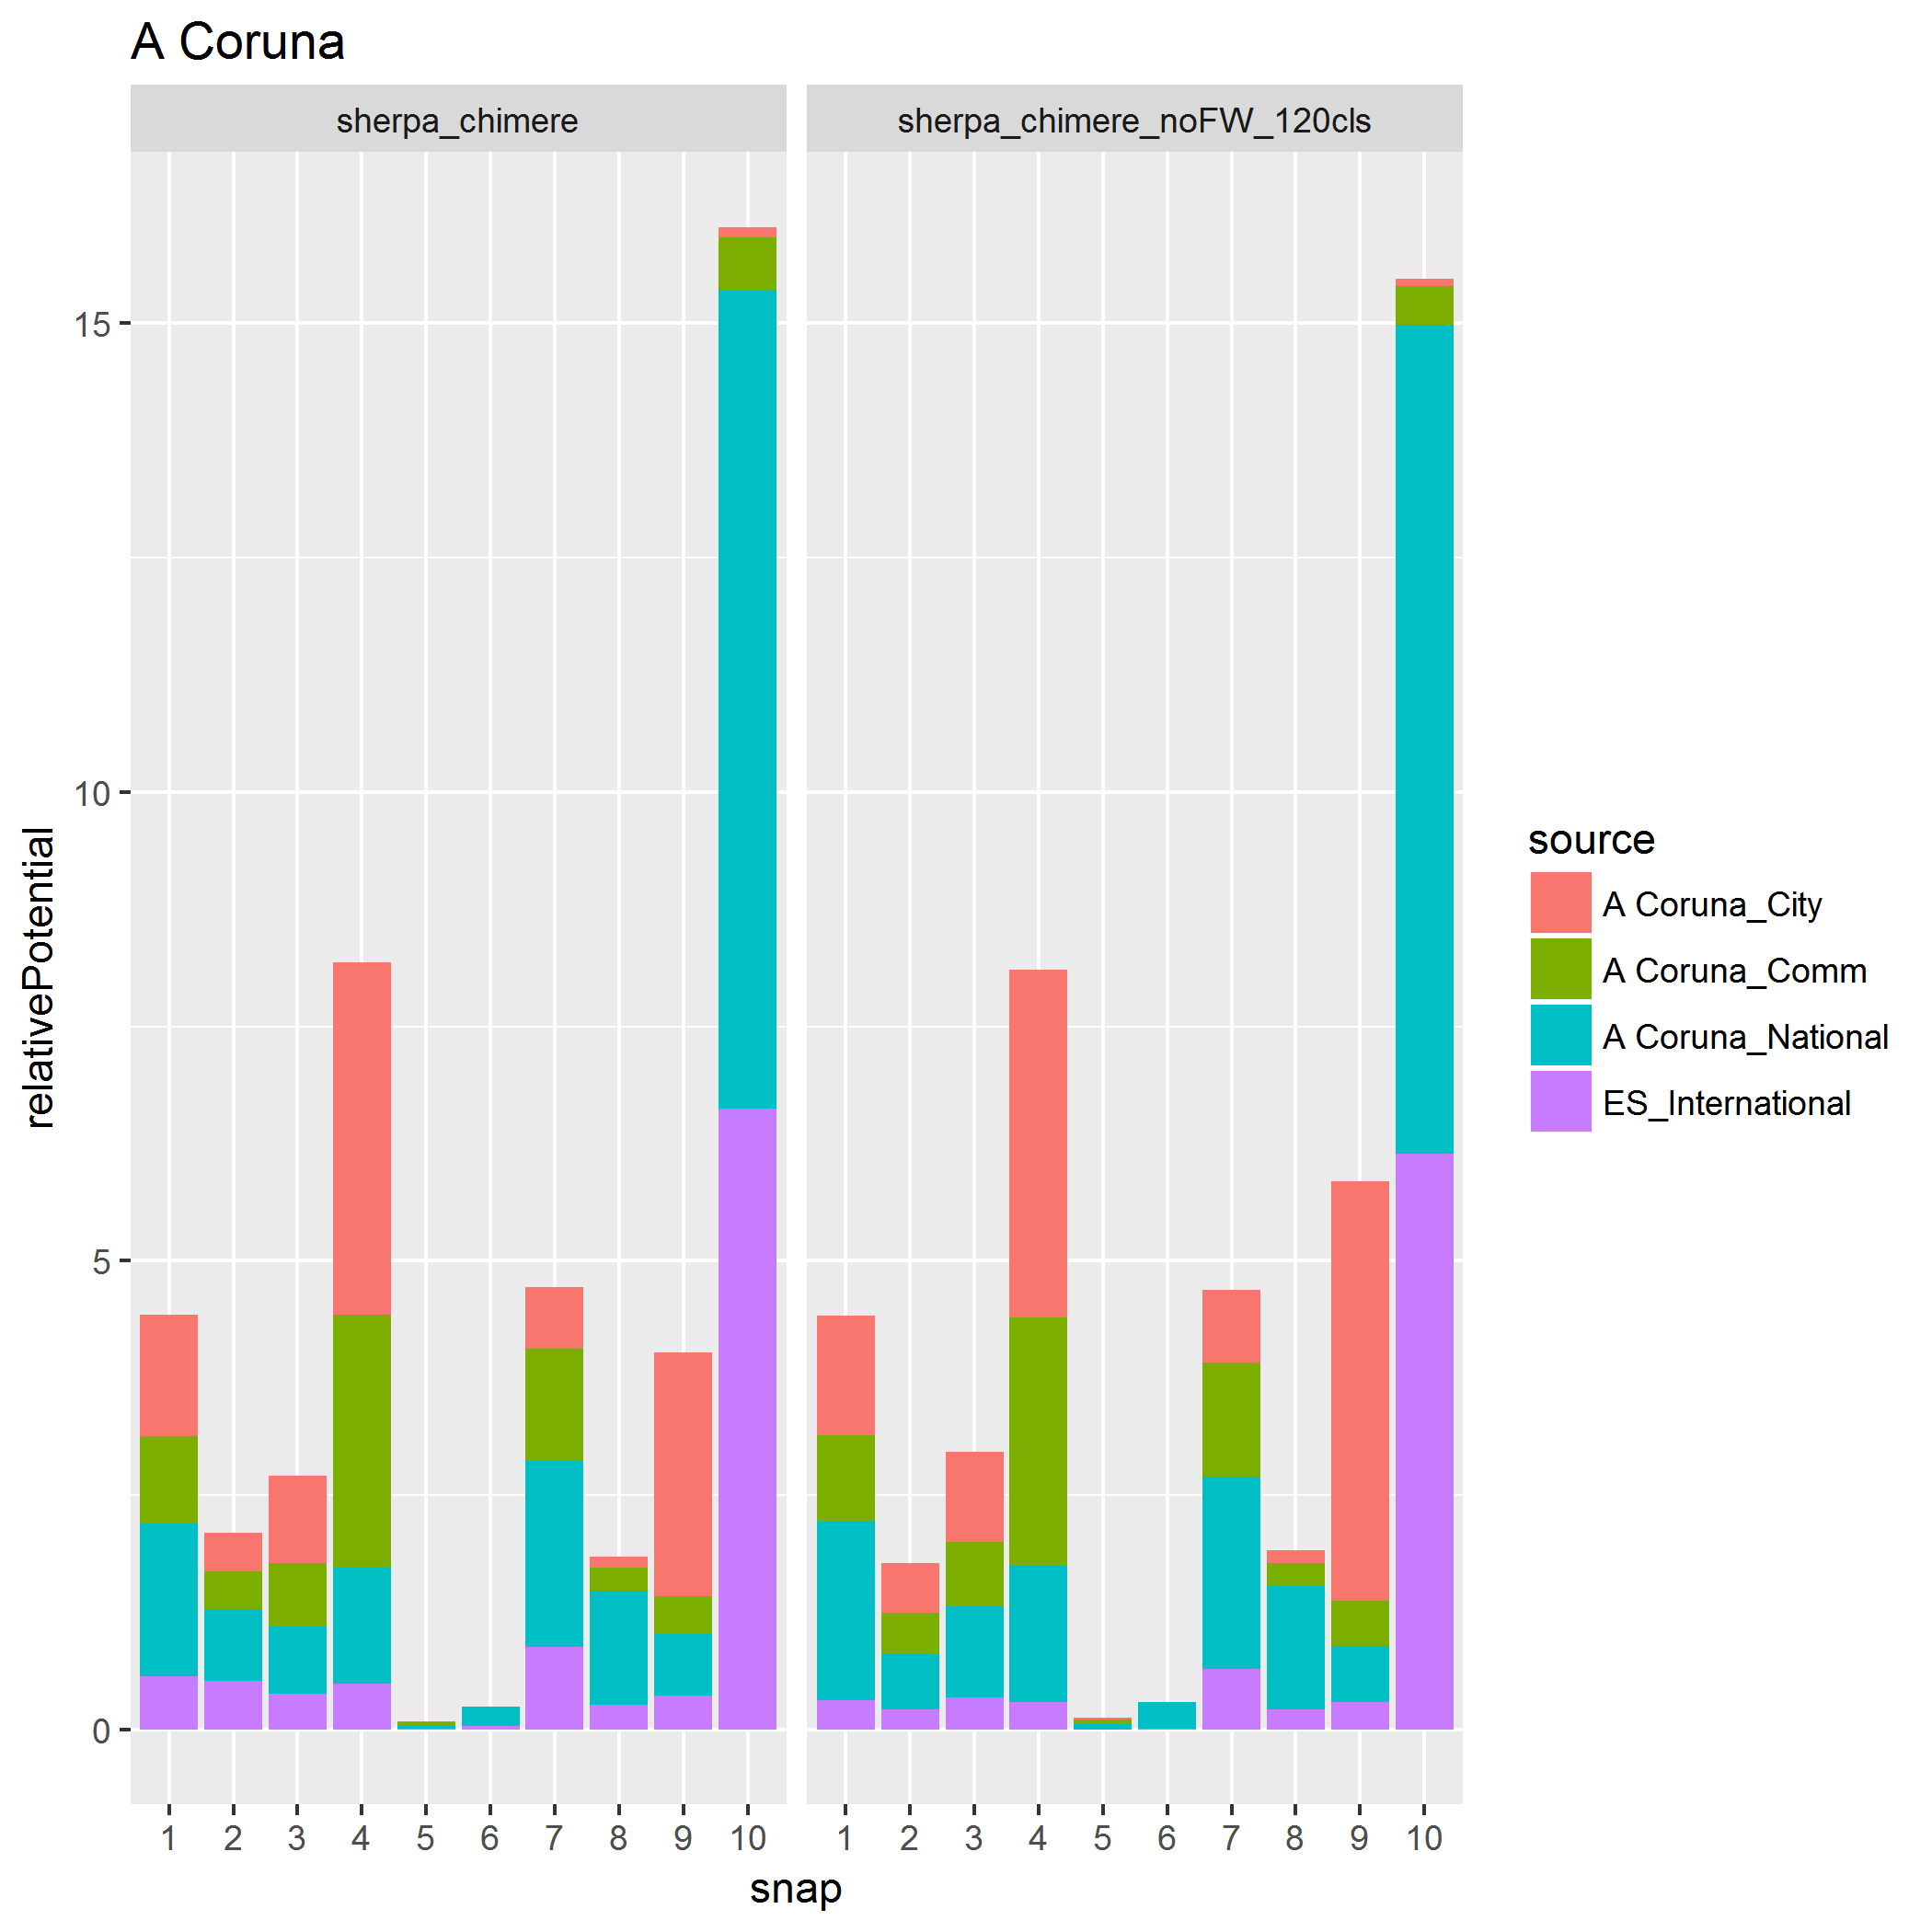 A Coruna
sherpa_chimere
sherpa_chimere_noFW_120cls
15
10
5
0
relativePotential
1 2 3 4 5 6 7 8 9 10
1 2 3 4 5 6 7 8 9 10
snap
source
A Coruna_City
A Coruna_Comm
A Coruna_National
ES_International